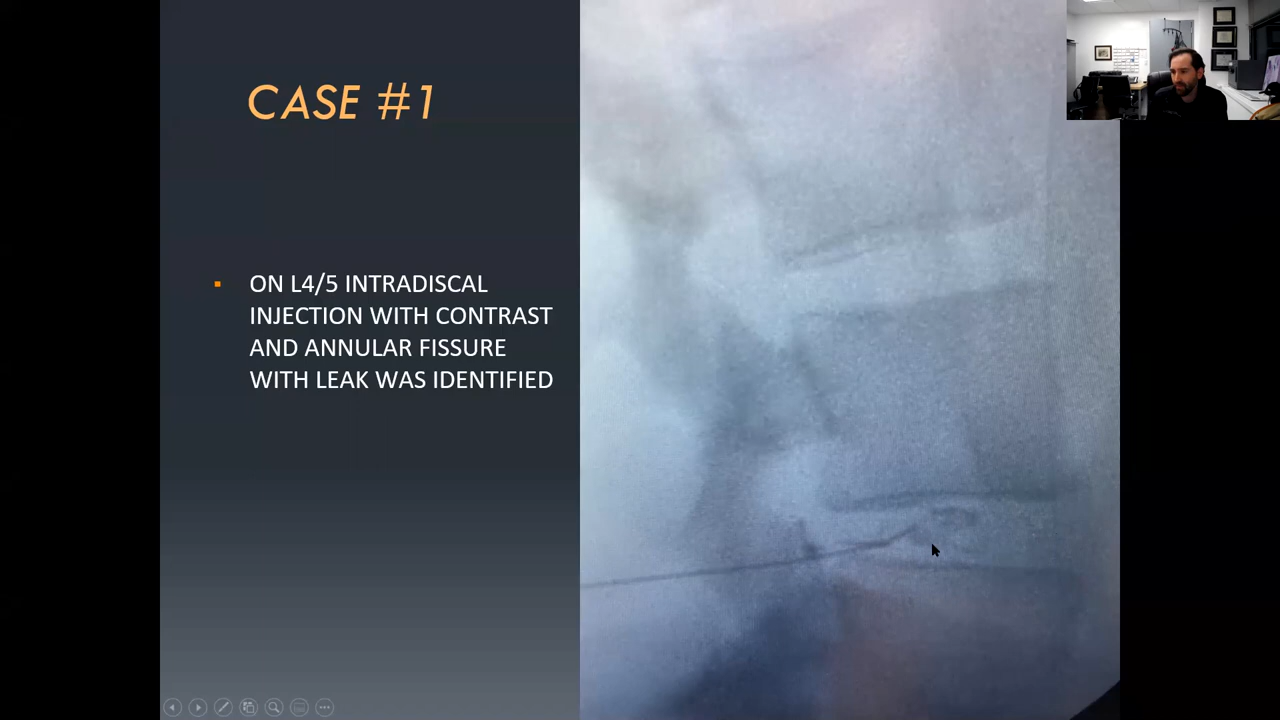 CASE #1
ON L4/5 INTRADISCAL
INJECTION WITH CONTRAST
AND ANNULAR FISSURE
WITH LEAK WAS IDENTIFIED